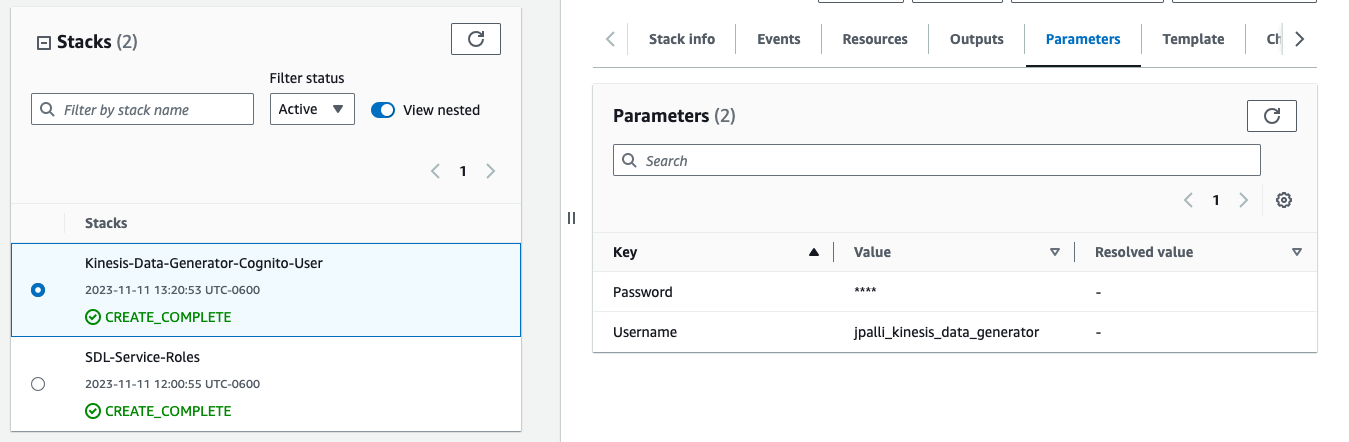 Stacks (2)
Filter status
Filter by stack name
Active
View nested
1
Stacks
Kinesis-Data-Generator-Cognito-User
2023-11-11 13:20:53 UTC-0600
CREATE_COMPLETE
SDL-Service-Roles
2023-11-11 12:00:55 UTC-0600
CREATE_COMPLETE
Stack info Events Resources Outputs Parameters Template Ch
Parameters (2)
Search
1
Key Value Resolved value
Password **** -
Username jpalli_kinesis_data_generator -